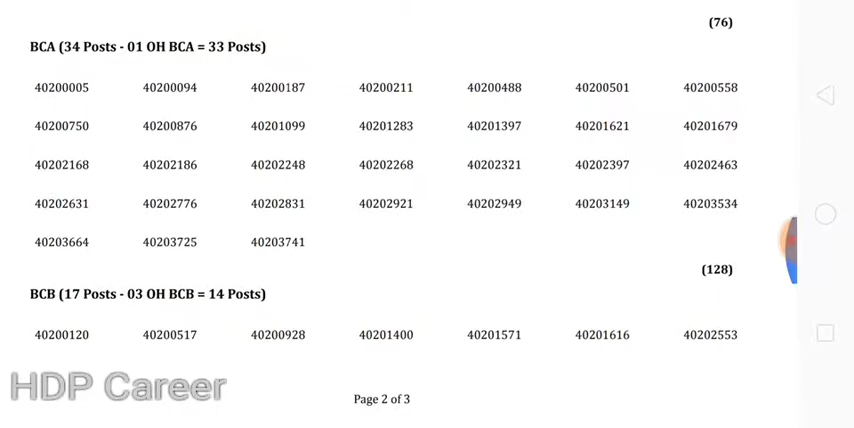 (76)
BCA (34 Posts - 01 OH BCA = 33 Posts)
40200005 40200094 40200187 40200211 40200488 40200501 40200558
40200750 40200876 40201099 40201283 40201397 40201621 40201679
40202168 40202186 40202248 40202268 40202321 40202397 40202463
40202631 40202776 40202831 40202921 40202949 40203149 40203534
40203664 40203725 40203741
(128)
BCB (17 Posts - 03 OH BCB = 14 Posts)
40200120 40200517 40200928 40201400 40201571 40201616 40202553
HDP Career
Page 2 of 3